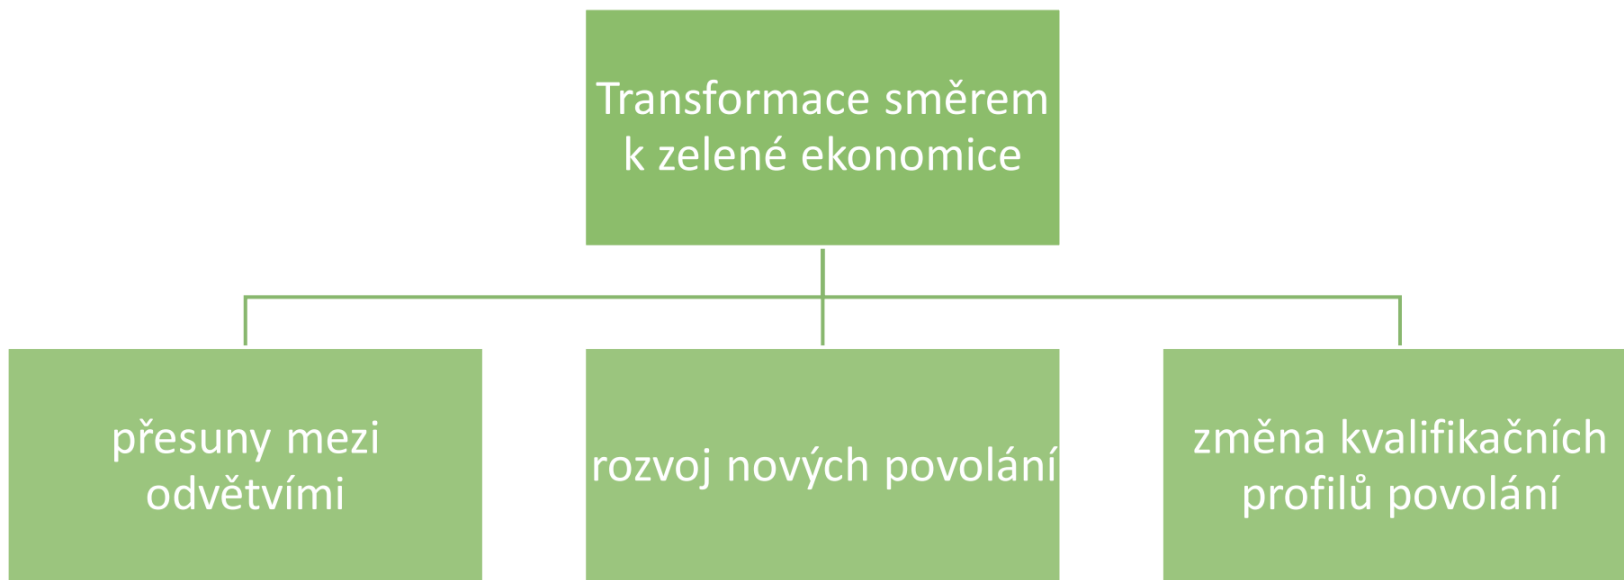 Transformace směrem
k zelené ekonomice
přesuny mezi
odvětvími
rozvoj nových povolání
změna kvalifikačních
profilů povolání